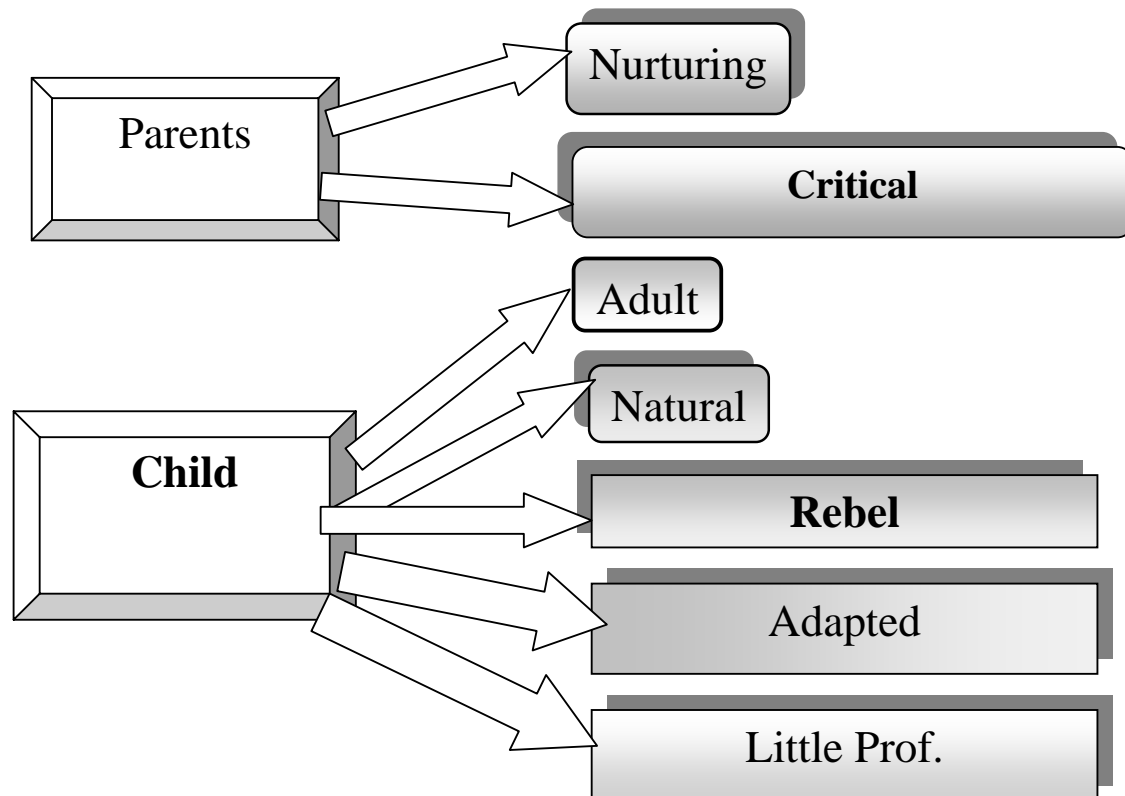 Nurturing
Parents
Critical
Adult
Natural
Child
Rebel
Adapted
Little Prof.